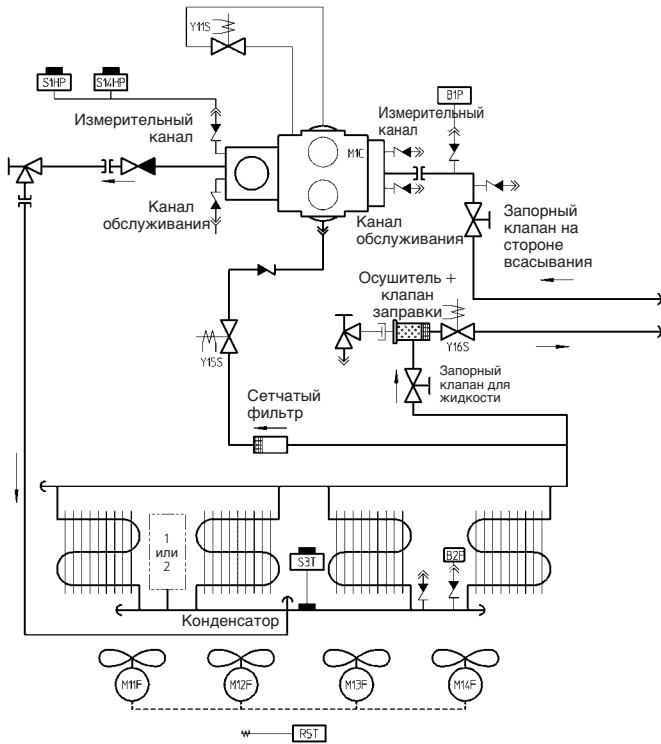 Y11S
S1HP
S14HP
Измерительный
канал
M1C
Измерительный
канал
B1P
Канал
обслуживания
Канал
обслуживания
Запорный
клапан на
стороне
всасывания
Осушитель +
клапан
заправки
Y15S
Y16S
Запорный
клапан для
жидкости
Сетчатый
фильтр
1
или
2
S3T
B2P
Конденсатор
M11F
M12F
M13F
M14F
R5T